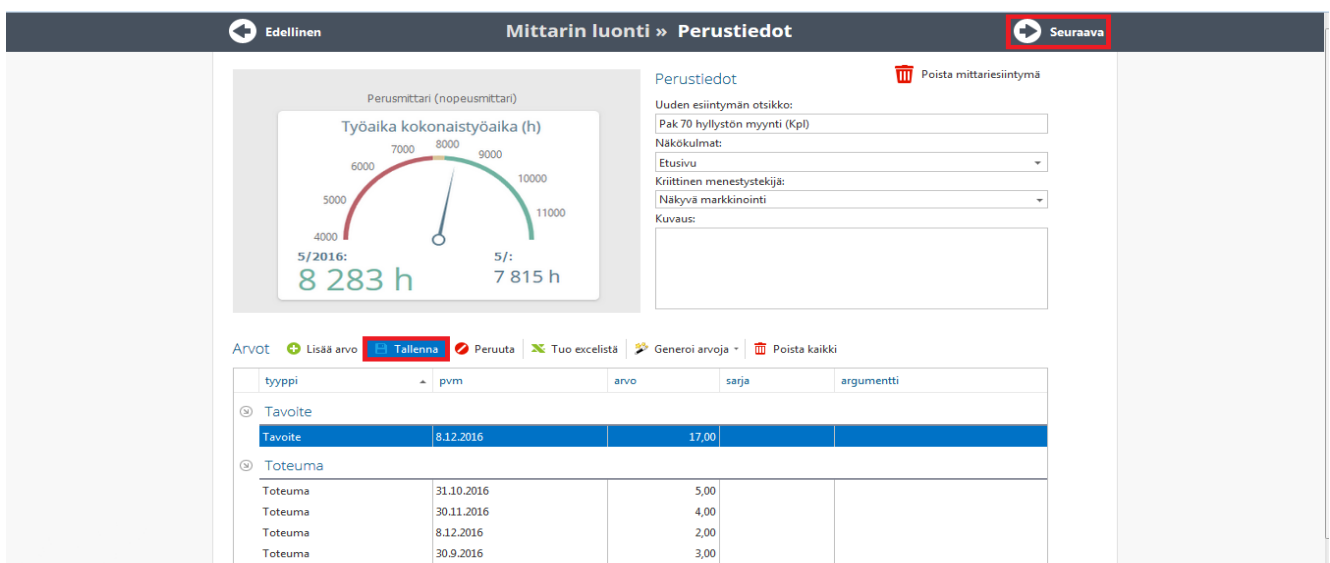 Edellinen
Mittarin luonti » Perustiedot
Seuraava
Perusmittari (nopeusmittari)
Työaika kokonaistyöaika (h)
4000
5000
6000
7000
8000
9000
10000
11000
5/2016:
8 283 h
5/:
7 815 h
Perustiedot
Poista mittariesiintymä
Uuden esiintymän otsikko:
Pak 70 hyllystön myynti (Kpl)
Näkökulmat:
Etusivu
Kriittinen menestystekijä:
Näkyvä markkinointi
Kuvaus:
Arvot Lisää arvo Tallenna Peruuta Tuo excelistä Generoi arvoja Poista kaikki
tyyppi pvm arvo sarja argumentti
Tavoite
Tavoite 8.12.2016 17,00
Toteuma
Toteuma 31.10.2016 5,00
Toteuma 30.11.2016 4,00
Toteuma 8.12.2016 2,00
Toteuma 30.9.2016 3,00